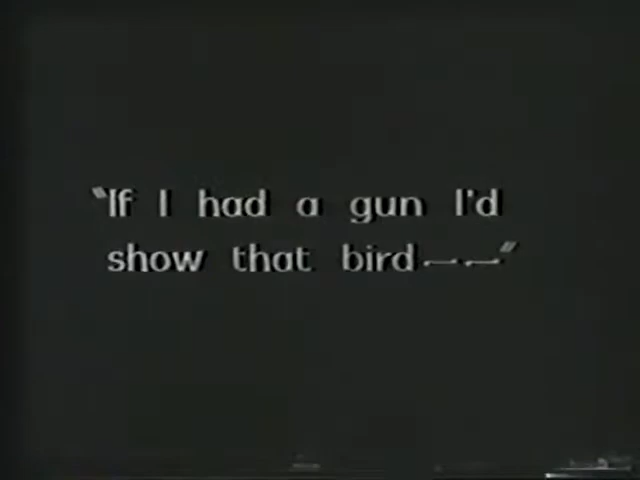 "If I had a gun I'd
show that bird — —"